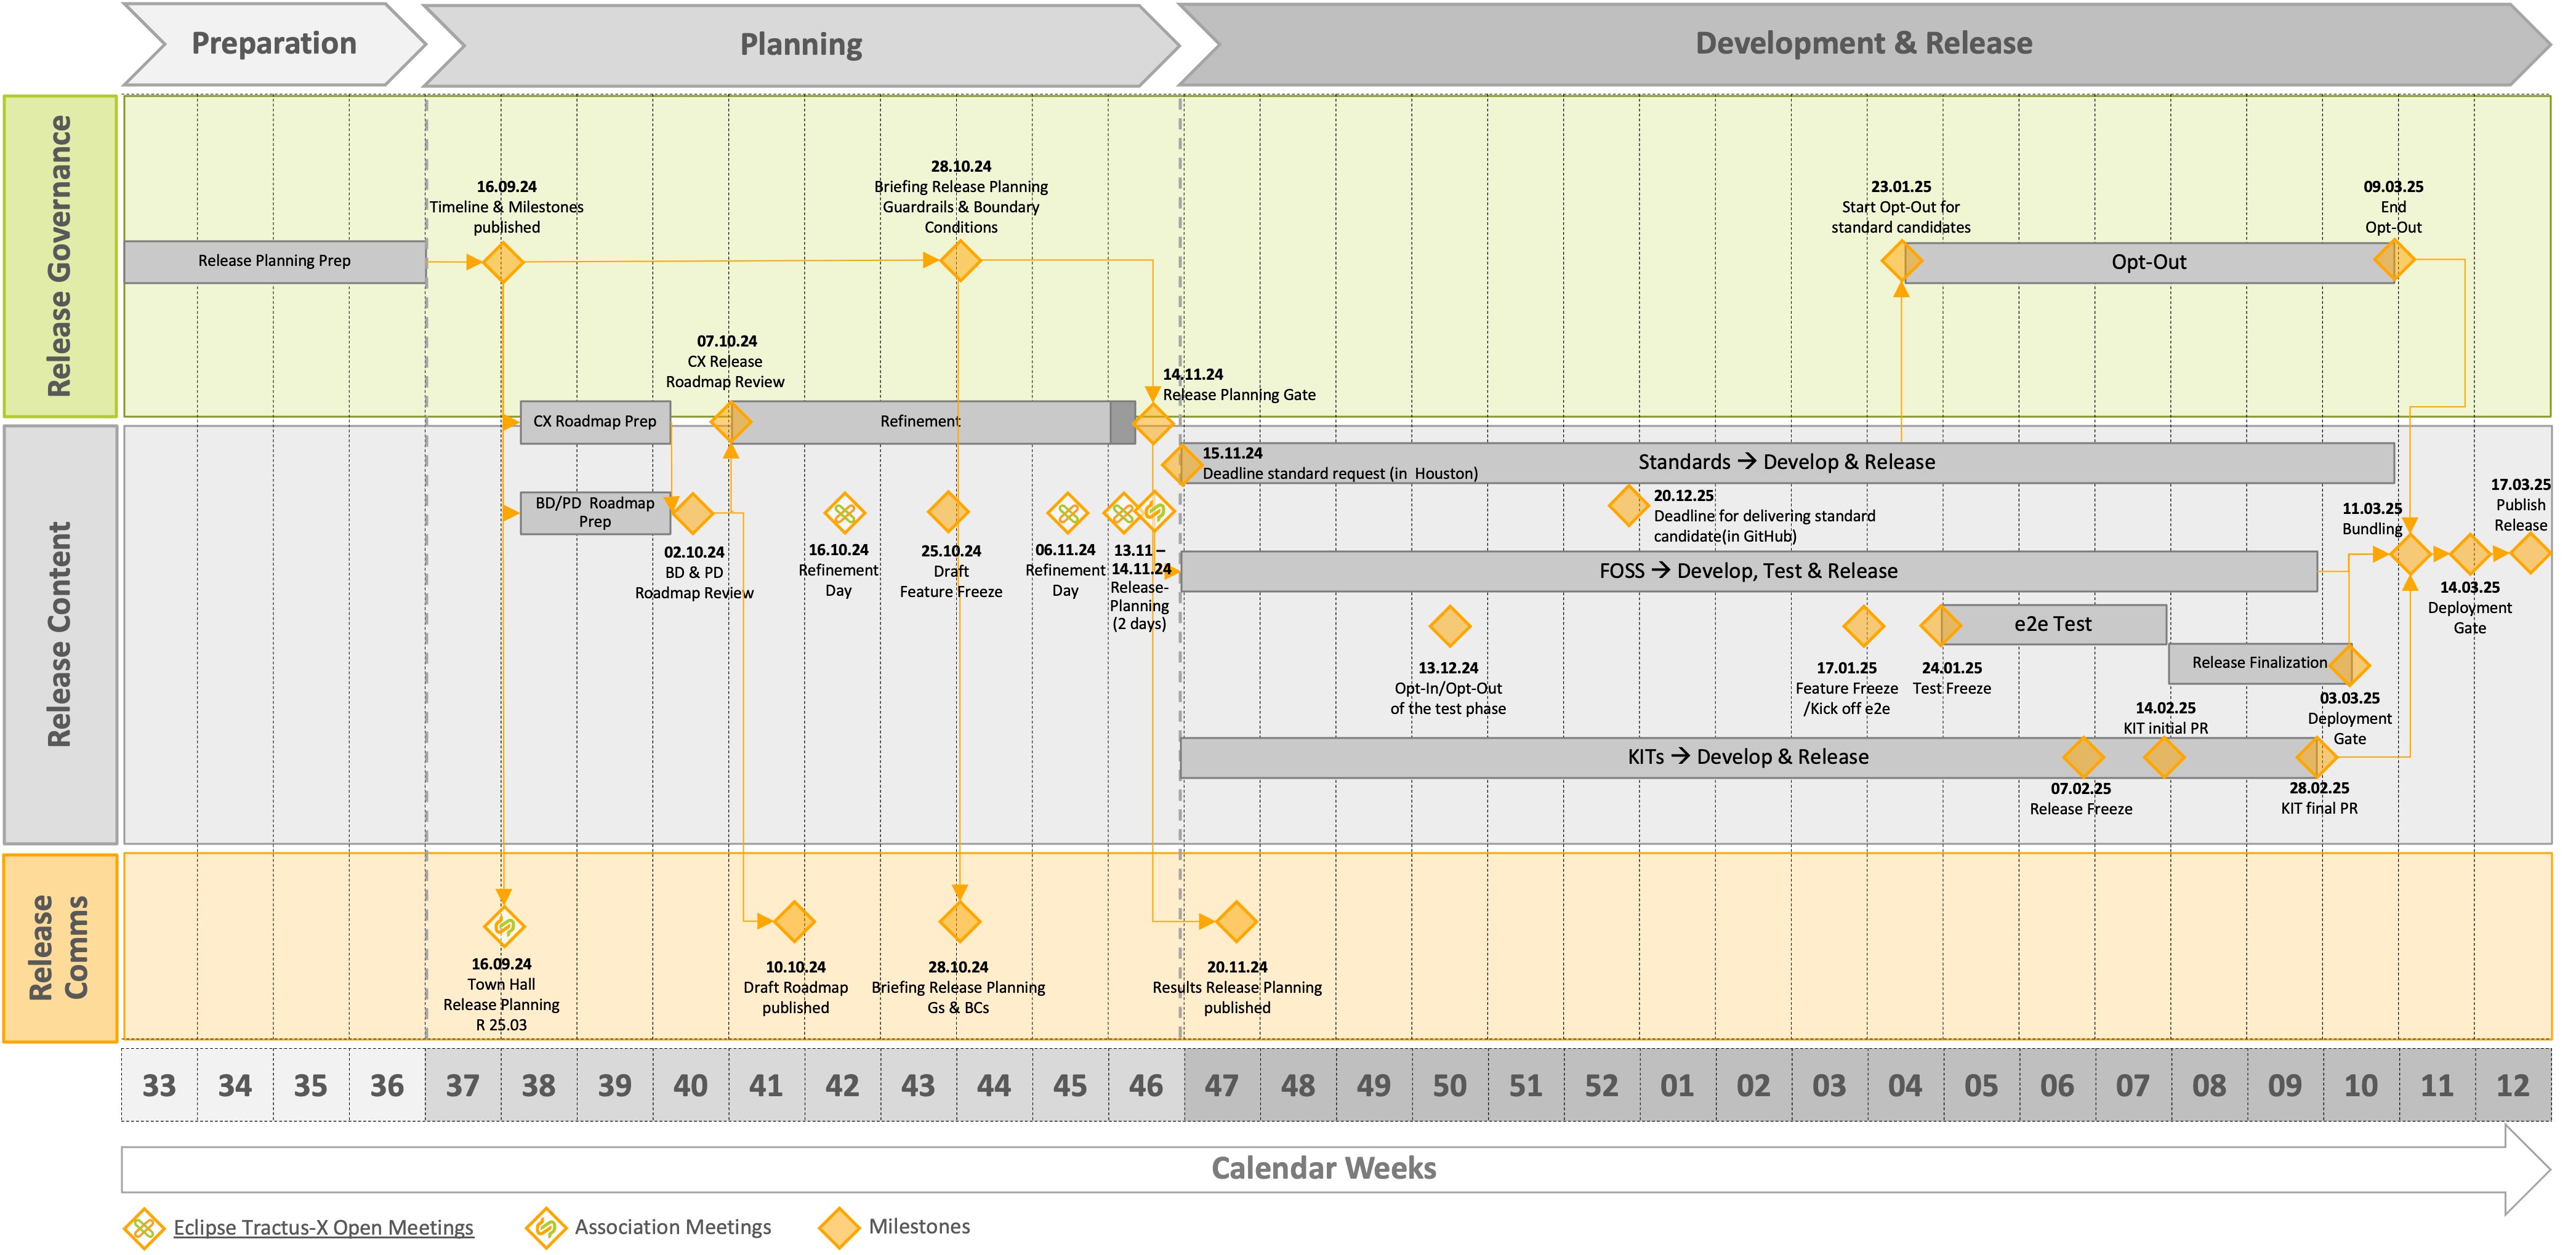 Preparation
Planning
Development & Release
Release Governance
16.09.24
Timeline & Milestones
published
28.10.24
Briefing Release Planning
Guardrails & Boundary
Conditions
23.01.25
Start Opt-Out for
standard candidates
09.03.25
End
Opt-Out
Release Planning Prep
Opt-Out
07.10.24
CX Release
Roadmap Review
14.11.24
Release Planning Gate
CX Roadmap Prep
Refinement
Release Content
15.11.24
Deadline standard request (in Houston)
Standards → Develop & Release
BD/PD Roadmap
Prep
20.12.25
Deadline for delivering standard
candidate(in GitHub)
17.03.25
Publish
Release
11.03.25
Bundling
02.10.24
BD & PD
Roadmap Review
16.10.24
Refinement
Day
25.10.24
Draft
Feature Freeze
06.11.24
Refinement
Day
13.11 –
14.11.24
Release-
Planning
(2 days)
FOSS → Develop, Test & Release
14.03.25
Deployment
Gate
e2e Test
13.12.24
Opt-In/Opt-Out
of the test phase
17.01.25
Feature Freeze
/Kick off e2e
24.01.25
Test Freeze
Release Finalization
03.03.25
Deployment
Gate
14.02.25
KIT initial PR
KITs → Develop & Release
07.02.25
Release Freeze
28.02.25
KIT final PR
Release
Comms
16.09.24
Town Hall
Release Planning
R 25.03
10.10.24
Draft Roadmap
published
28.10.24
Briefing Release Planning
Gs & BCs
20.11.24
Results Release Planning
published
33 34 35 36 37 38 39 40 41 42 43 44 45 46 47 48 49 50 51 52 01 02 03 04 05 06 07 08 09 10 11 12
Calendar Weeks
Eclipse Tractus-X Open Meetings
Association Meetings
Milestones